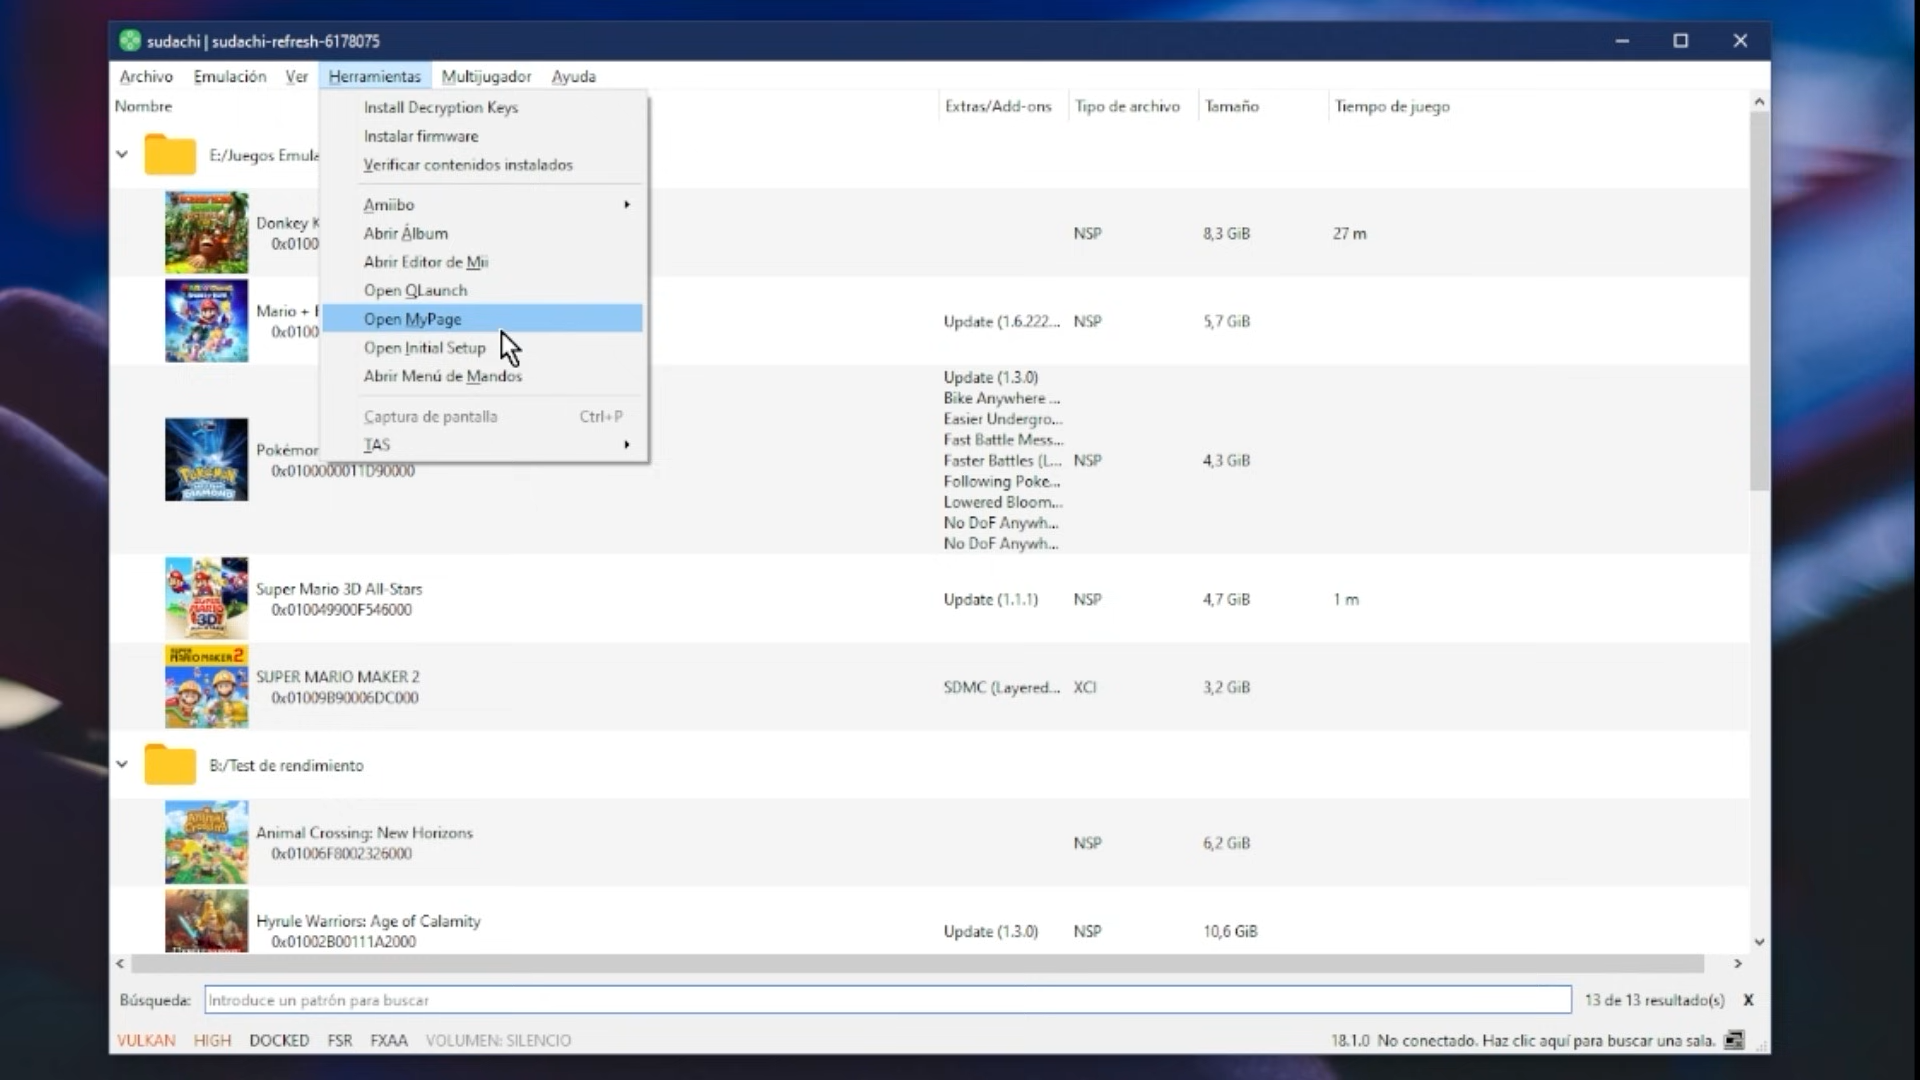 sudachi | sudachi-refresh-6178075
Archivo Emulación Ver Herramientas Multijugador Ayuda
Nombre Extras/Add-ons Tipo de archivo Tamaño Tiempo de juego
Install Decryption Keys
Instalar firmware
Verificar contenidos instalados
Amiibo
Abrir Álbum
Abrir Editor de Mii
Open QLaunch
Open MyPage
Open Initial Setup
Abrir Menú de Mandos
Captura de pantalla Ctrl+P
TAS
E:/Juegos Emula
Donkey K
0x0100
NSP 8,3 GiB 27 m
Mario +
0x0100
Update (1.6.222... NSP 5,7 GiB
Pokémon
0x0100000011D90000
Update (1.3.0)
Bike Anywhere ...
Easier Undergro...
Fast Battle Mess...
Faster Battles (L...
Following Poke...
Lowered Bloom...
No DoF Anywh...
No DoF Anywh...
NSP 4,3 GiB
Super Mario 3D All-Stars
0x010049900F546000
Update (1.1.1) NSP 4,7 GiB 1 m
SUPER MARIO MAKER 2
0x01009B90006DC000
SDMC (Layered... XCI 3,2 GiB
B:/Test de rendimiento
Animal Crossing: New Horizons
0x01006F8002326000
NSP 6,2 GiB
Hyrule Warriors: Age of Calamity
0x01002B00111A2000
Update (1.3.0) NSP 10,6 GiB
Búsqueda: Introduce un patrón para buscar 13 de 13 resultado(s) X
VULKAN HIGH DOCKED FSR FXAA VOLUMEN: SILENCIO 18.1.0 No conectado. Haz clic aquí para buscar una sala.